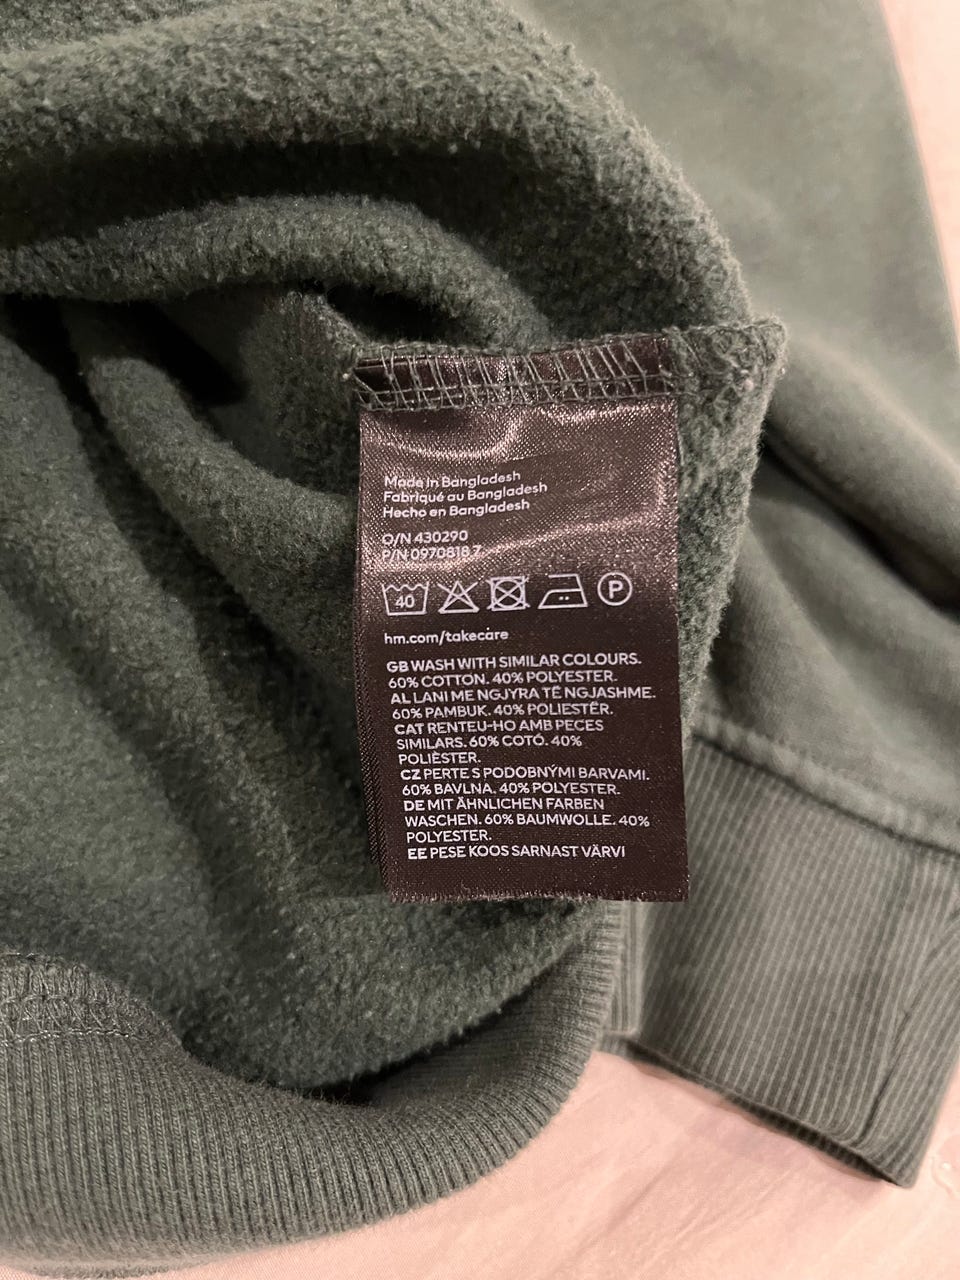 Made in Bangladesh
Fabriqué au Bangladesh
Hecho en Bangladesh
O/N 430290
P/N 0970818 7
40 P
hm.com/takecare
GB WASH WITH SIMILAR COLOURS.
60% COTTON. 40% POLYESTER.
AL LANI ME NGJYRA TË NGJASHME.
60% PAMBUK. 40% POLIESTËR.
CAT RENTEU-HO AMB PECES
SIMILARS. 60% COTÓ. 40%
POLIÈSTER.
CZ PERTE S PODOBNÝMI BARVAMI.
60% BAVLNA. 40% POLYESTER.
DE MIT ÄHNLICHEN FARBEN
WASCHEN. 60% BAUMWOLLE. 40%
POLYESTER.
EE PESE KOOS SARNAST VÄRVI